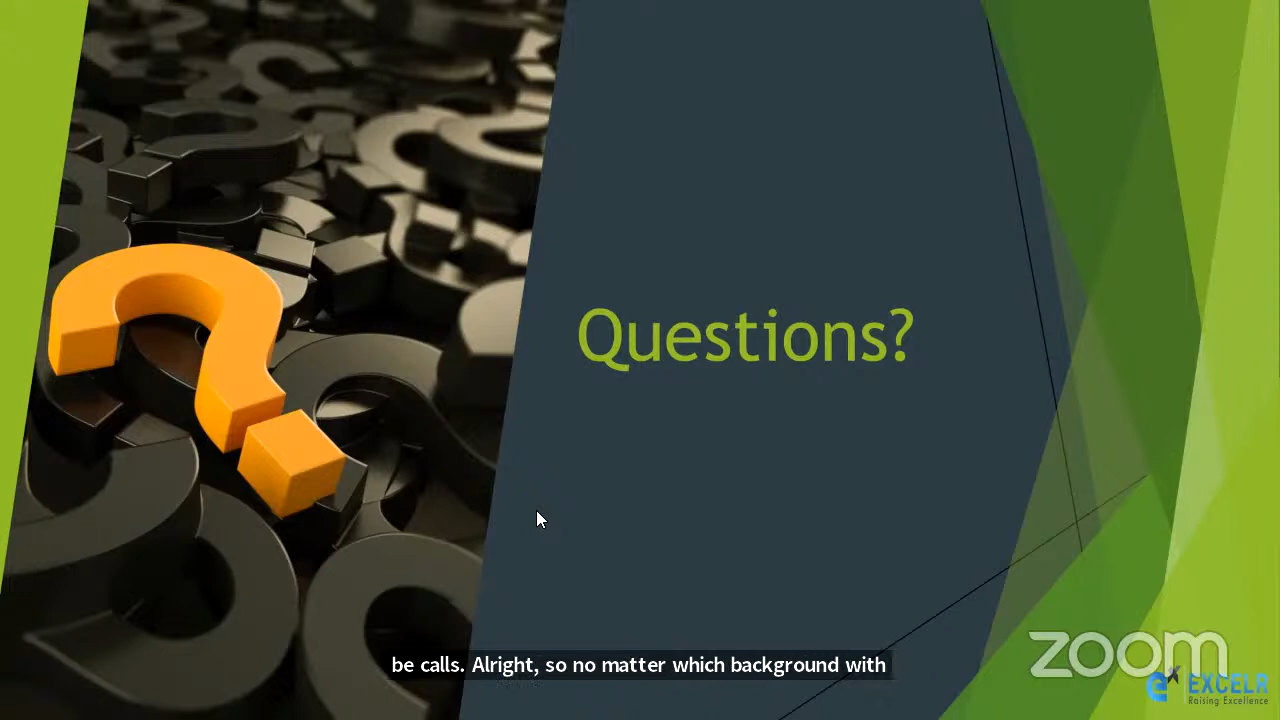 Questions?
be calls. Alright, so no matter which background with
zoom
EXCELR
Raising Excellence